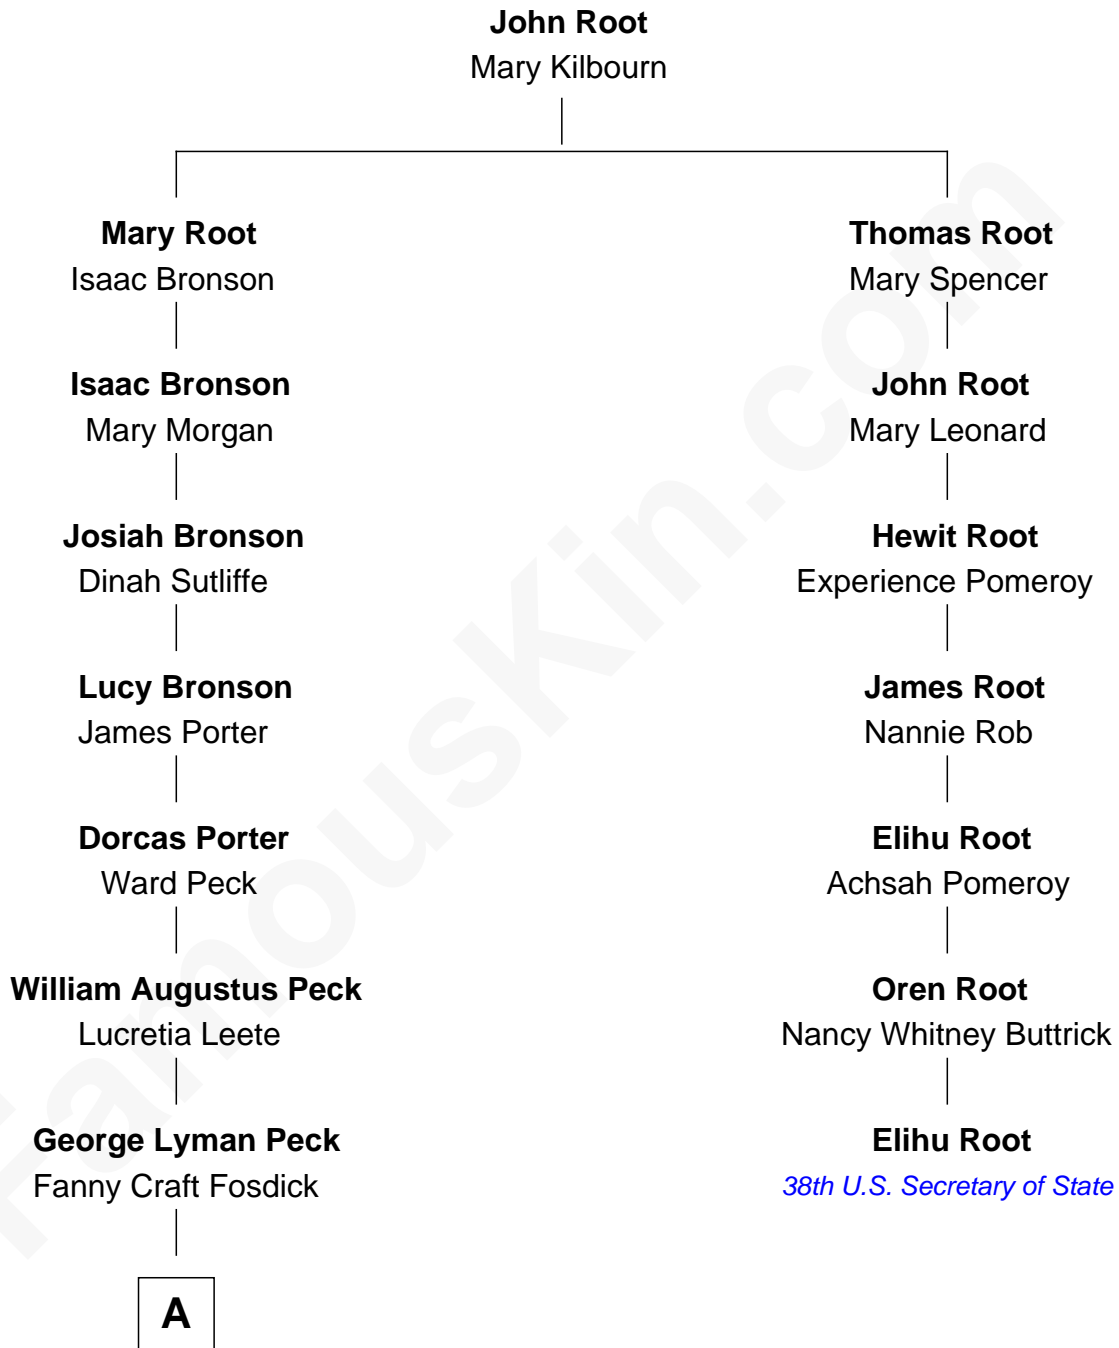 John Root
Mary Kilbourn
Mary Root
Isaac Bronson
Thomas Root
Mary Spencer
Isaac Bronson
Mary Morgan
John Root
Mary Leonard
Josiah Bronson
Dinah Sutliffe
Hewit Root
Experience Pomeroy
Lucy Bronson
James Porter
James Root
Nannie Rob
Dorcas Porter
Ward Peck
Elihu Root
Achsah Pomeroy
William Augustus Peck
Lucretia Leete
Oren Root
Nancy Whitney Buttrick
George Lyman Peck
Fanny Craft Fosdick
Elihu Root
38th U.S. Secretary of State
A
FamousKin.com